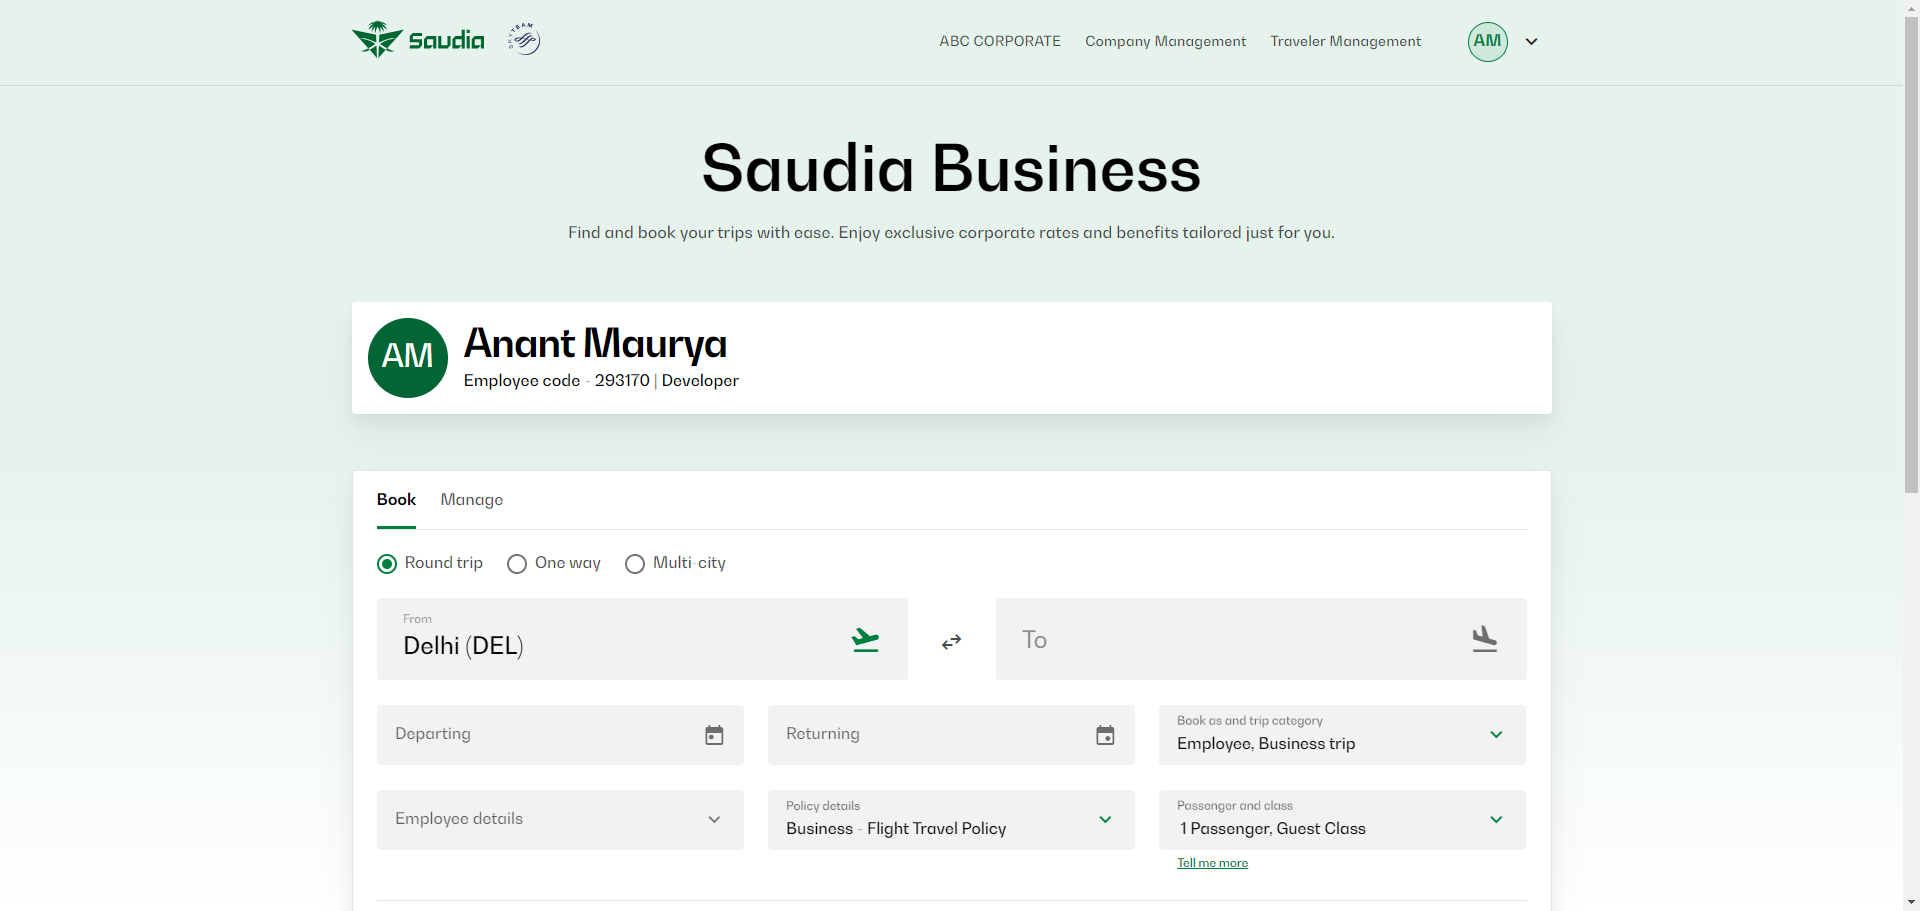 Saudia
SKYTEAM
ABC CORPORATE
Company Management
Traveler Management
AM
Saudia Business
Find and book your trips with ease. Enjoy exclusive corporate rates and benefits tailored just for you.
AM
Anant Maurya
Employee code - 293170 | Developer
Book
Manage
Round trip
One way
Multi-city
From
Delhi (DEL)
To
Departing
Returning
Book as and trip category
Employee, Business trip
Employee details
Policy details
Business - Flight Travel Policy
Passenger and class
1 Passenger, Guest Class
Tell me more